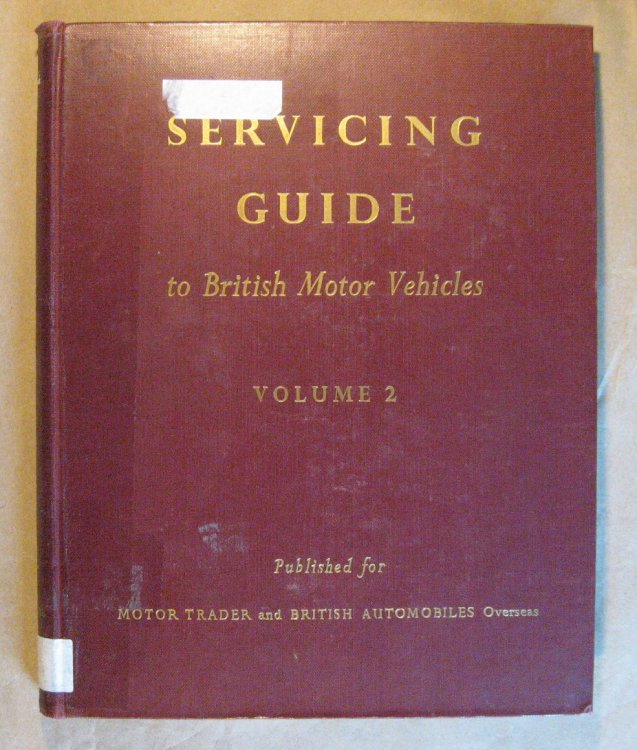 SERVICING
GUIDE
to British Motor Vehicles
VOLUME 2
Published for
MOTOR TRADER and BRITISH AUTOMOBILES Overseas